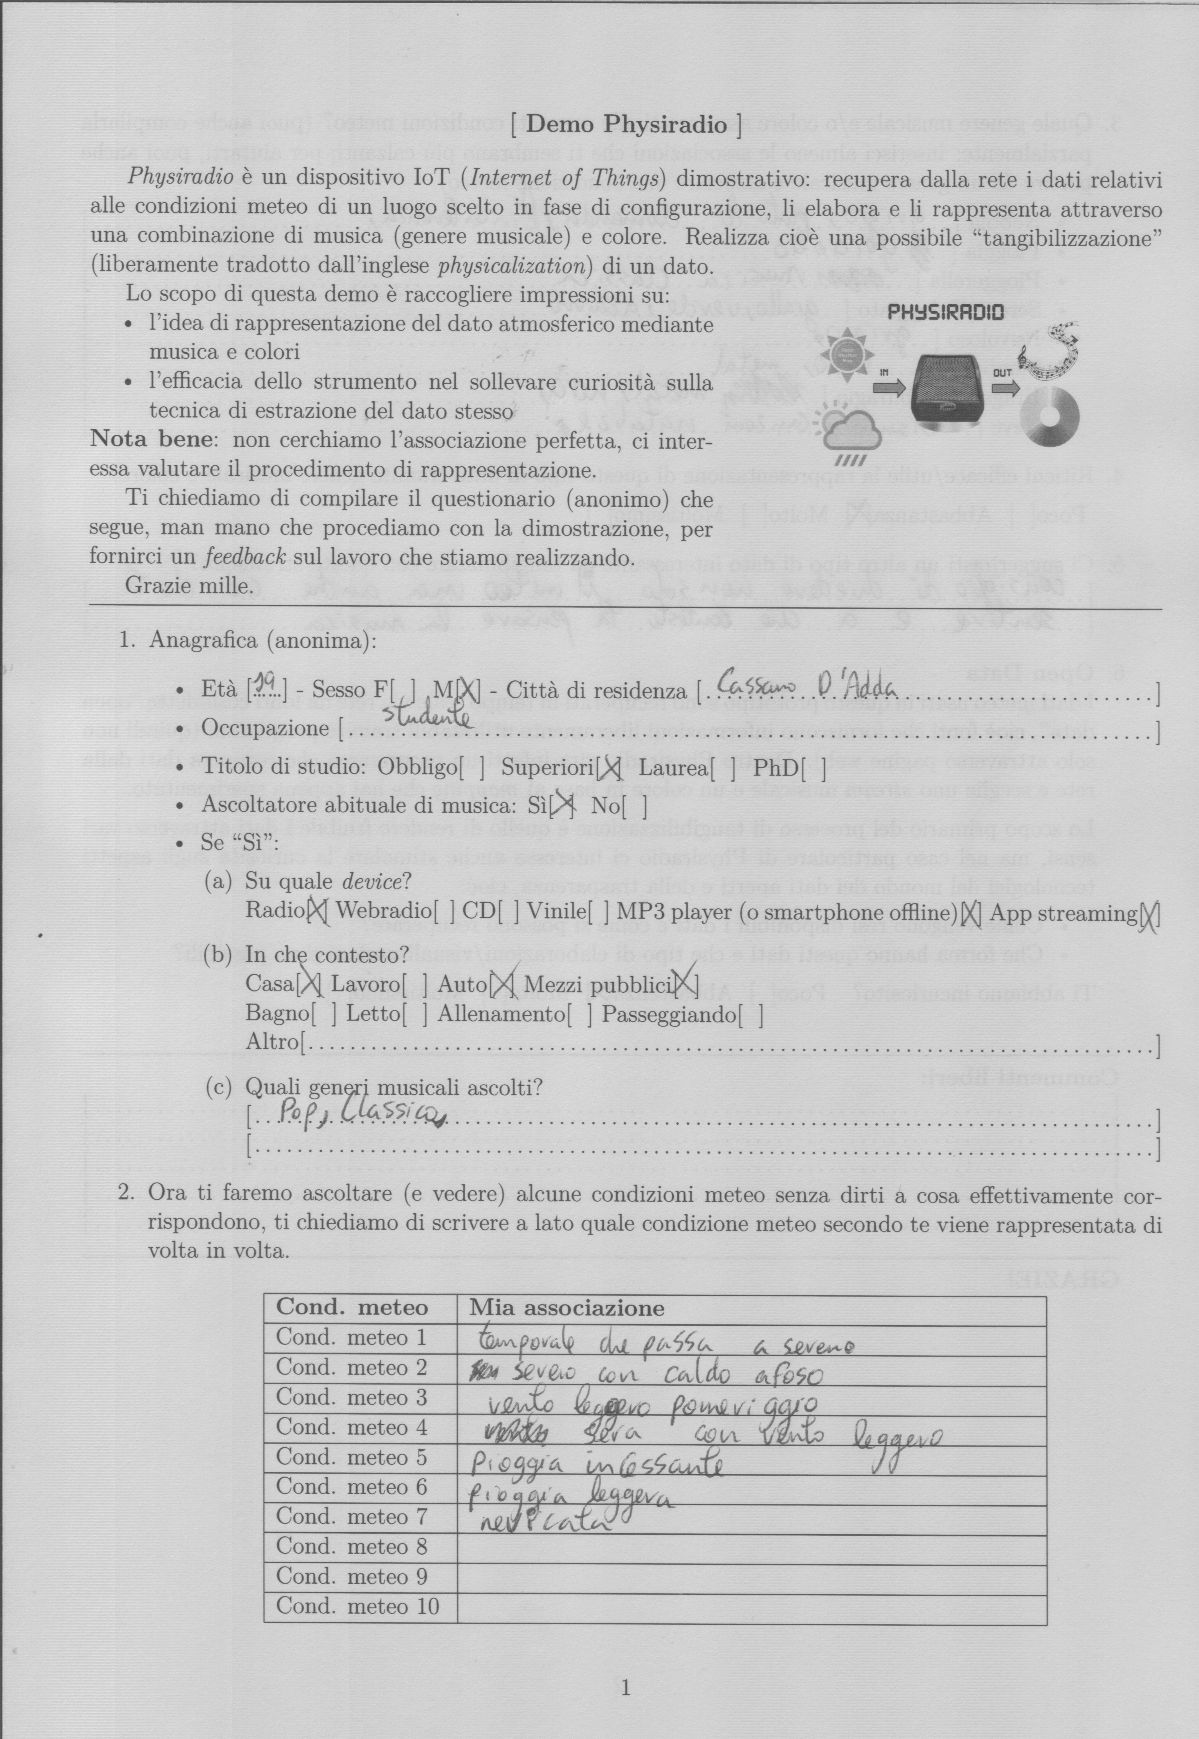 [ Demo Physiradio ]
Physiradio è un dispositivo IoT (Internet of Things) dimostrativo: recupera dalla rete i dati relativi
alle condizioni meteo di un luogo scelto in fase di configurazione, li elabora e li rappresenta attraverso
una combinazione di musica (genere musicale) e colore. Realizza cioè una possibile “tangibilizzazione”
(liberamente tradotto dall'inglese physicalization) di un dato.
Lo scopo di questa demo è raccogliere impressioni su:
• l'idea di rappresentazione del dato atmosferico mediante
musica e colori
• l'efficacia dello strumento nel sollevare curiosità sulla
tecnica di estrazione del dato stesso
Nota bene: non cerchiamo l'associazione perfetta, ci inter-
essa valutare il procedimento di rappresentazione.
Ti chiediamo di compilare il questionario (anonimo) che
segue, man mano che procediamo con la dimostrazione, per
fornirci un feedback sul lavoro che stiamo realizzando.
Grazie mille.
PHYSIRADIO
IN
OUT
1. Anagrafica (anonima):
• Età [19] - Sesso F[ ] M[X] - Città di residenza [Cassano D'Adda]
• Occupazione [studente]
• Titolo di studio: Obbligo[ ] Superiori[X] Laurea[ ] PhD[ ]
• Ascoltatore abituale di musica: Sì[X] No[ ]
• Se “Sì”:
(a) Su quale device?
Radio[X] Webradio[ ] CD[ ] Vinile[ ] MP3 player (o smartphone offline)[X] App streaming[X]
(b) In che contesto?
Casa[X] Lavoro[ ] Auto[X] Mezzi pubblici[X]
Bagno[ ] Letto[ ] Allenamento[ ] Passeggiando[ ]
Altro[ ]
(c) Quali generi musicali ascolti?
[Pop, Classica, ]
[ ]
2. Ora ti faremo ascoltare (e vedere) alcune condizioni meteo senza dirti a cosa effettivamente cor-
rispondono, ti chiediamo di scrivere a lato quale condizione meteo secondo te viene rappresentata di
volta in volta.
Cond. meteo Mia associazione
Cond. meteo 1 temporale che passa a sereno
Cond. meteo 2 sereno con caldo afoso
Cond. meteo 3 vento leggero pomeriggio
Cond. meteo 4 sera con vento leggero
Cond. meteo 5 pioggia incessante
Cond. meteo 6 pioggia leggera
Cond. meteo 7 nevicata
Cond. meteo 8
Cond. meteo 9
Cond. meteo 10
1